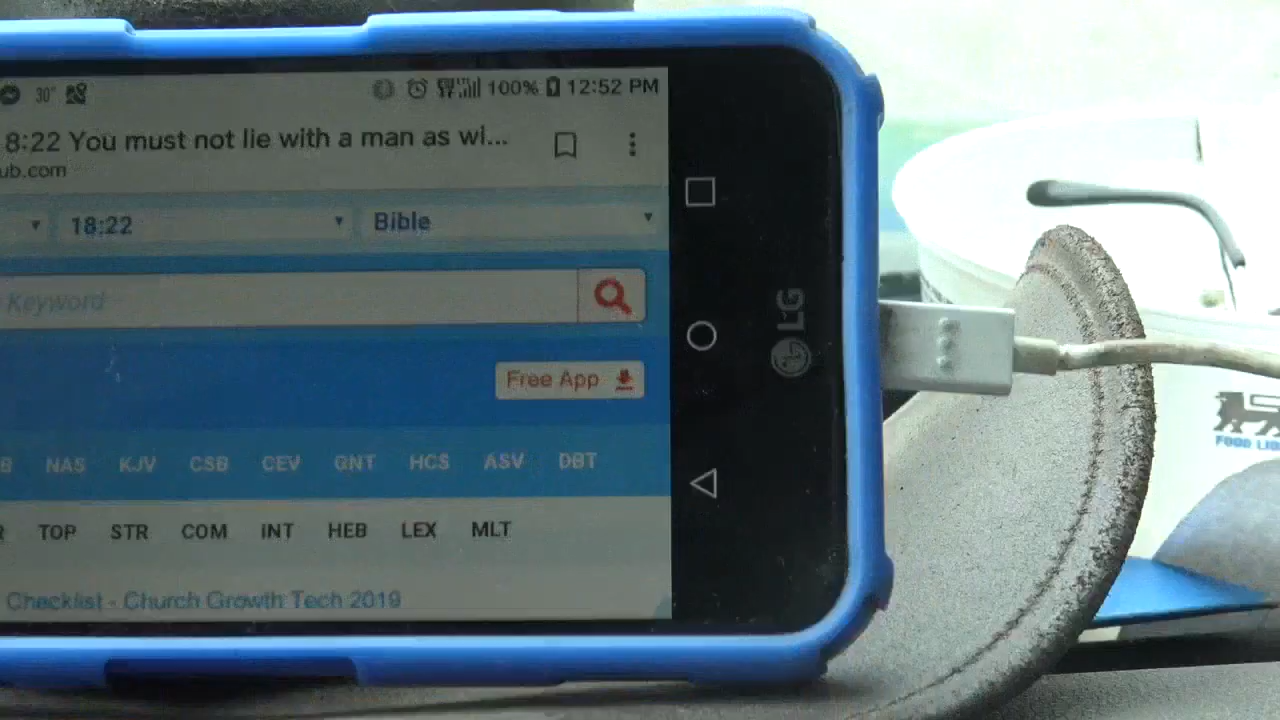 30° 100% 12:52 PM
8:22 You must not lie with a man as wi...
ub.com
18:22 Bible
Keyword
Free App
B NAS KJV CSB CEV GNT HCS ASV DBT
R TOP STR COM INT HEB LEX MLT
Checklist - Church Growth Tech 2019
LG
FOOD LIO